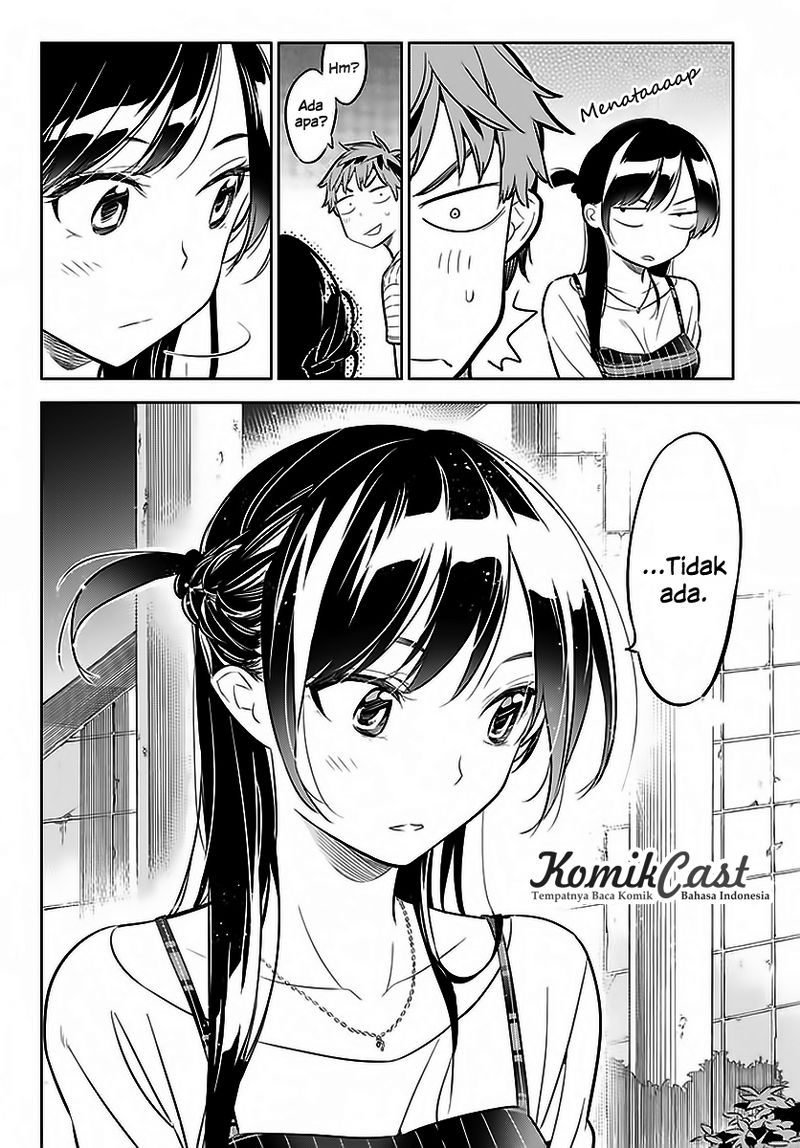 Menataaaap
Hm?
Ada
apa?
...Tidak
ada.
KomikCast
Tempatnya Baca Komik Bahasa Indonesia